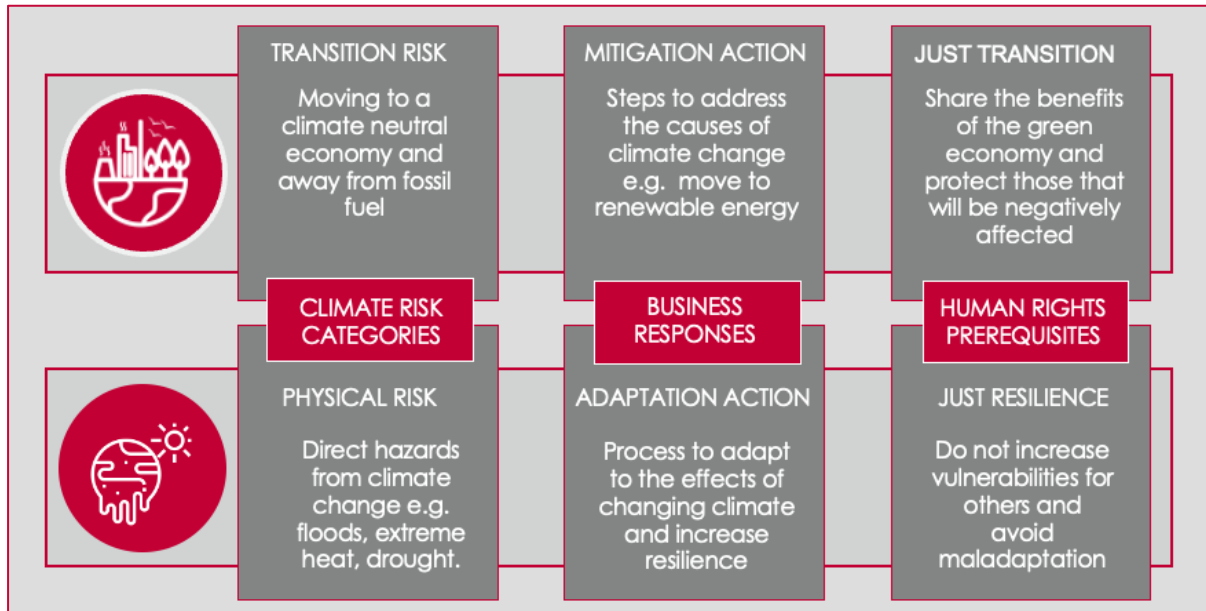 TRANSITION RISK
Moving to a
climate neutral
economy and
away from fossil
fuel
MITIGATION ACTION
Steps to address
the causes of
climate change
e.g. move to
renewable energy
JUST TRANSITION
Share the benefits
of the green
economy and
protect those that
will be negatively
affected
CLIMATE RISK
CATEGORIES
BUSINESS
RESPONSES
HUMAN RIGHTS
PREREQUISITES
PHYSICAL RISK
Direct hazards
from climate
change e.g.
floods, extreme
heat, drought.
ADAPTATION ACTION
Process to adapt
to the effects of
changing climate
and increase
resilience
JUST RESILIENCE
Do not increase
vulnerabilities for
others and
avoid
maladaptation